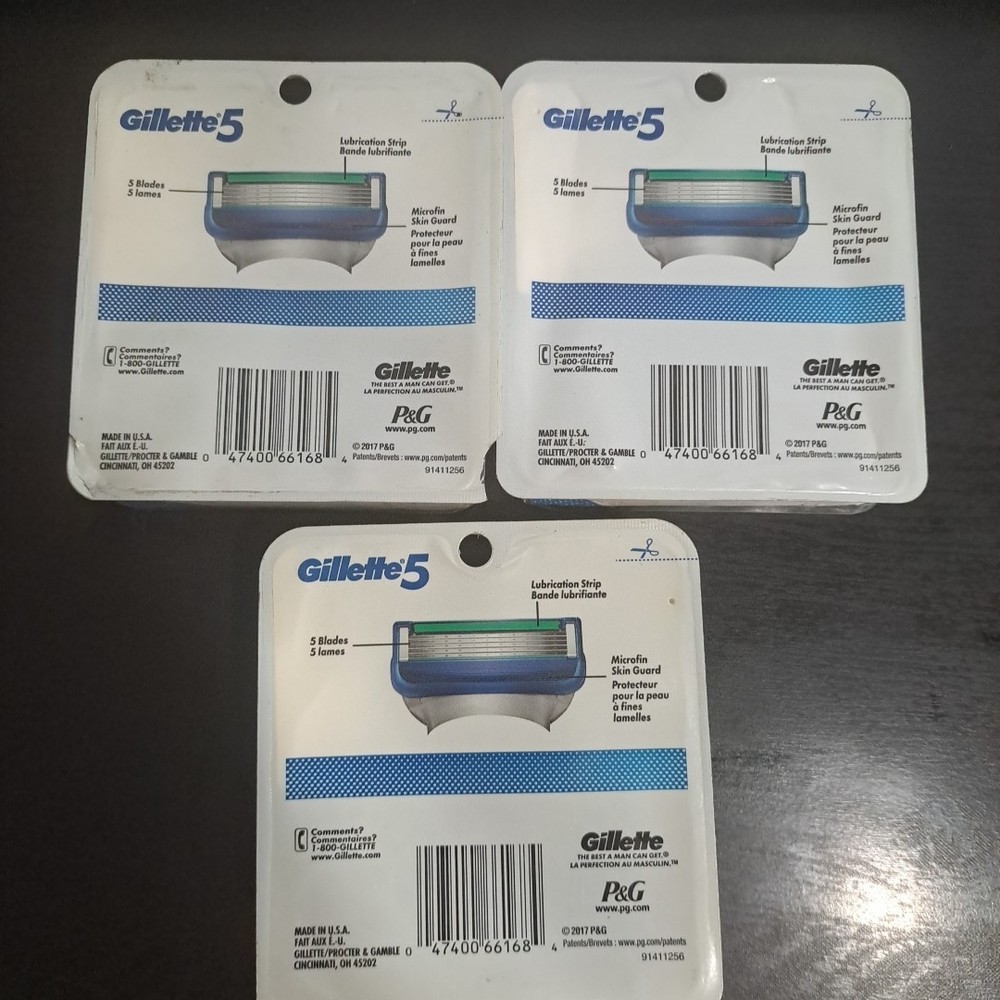 Gillette®5
Lubrication Strip
Bande lubrifiante
5 Blades
5 lames
Microfin
Skin Guard
Protecteur
pour la peau
à fines
lamelles
Comments?
Commentaires?
1-800-GILLETTE
www.Gillette.com
Gillette
THE BEST A MAN CAN GET.®
LA PERFECTION AU MASCULIN.™
P&G
www.pg.com
MADE IN U.S.A.
FAIT AUX É.-U.
GILLETTE/PROCTER & GAMBLE
CINCINNATI, OH 45202
0 47400 66168 4
© 2017 P&G
Patents/Brevets : www.pg.com/patents
91411256
Gillette®5
Lubrication Strip
Bande lubrifiante
5 Blades
5 lames
Microfin
Skin Guard
Protecteur
pour la peau
à fines
lamelles
Comments?
Commentaires?
1-800-GILLETTE
www.Gillette.com
Gillette
THE BEST A MAN CAN GET.®
LA PERFECTION AU MASCULIN.™
P&G
www.pg.com
MADE IN U.S.A.
FAIT AUX É.-U.
GILLETTE/PROCTER & GAMBLE
CINCINNATI, OH 45202
0 47400 66168 4
© 2017 P&G
Patents/Brevets : www.pg.com/patents
91411256
Gillette®5
Lubrication Strip
Bande lubrifiante
5 Blades
5 lames
Microfin
Skin Guard
Protecteur
pour la peau
à fines
lamelles
Comments?
Commentaires?
1-800-GILLETTE
www.Gillette.com
Gillette
THE BEST A MAN CAN GET.®
LA PERFECTION AU MASCULIN.™
P&G
www.pg.com
MADE IN U.S.A.
FAIT AUX É.-U.
GILLETTE/PROCTER & GAMBLE
CINCINNATI, OH 45202
0 47400 66168 4
© 2017 P&G
Patents/Brevets : www.pg.com/patents
91411256